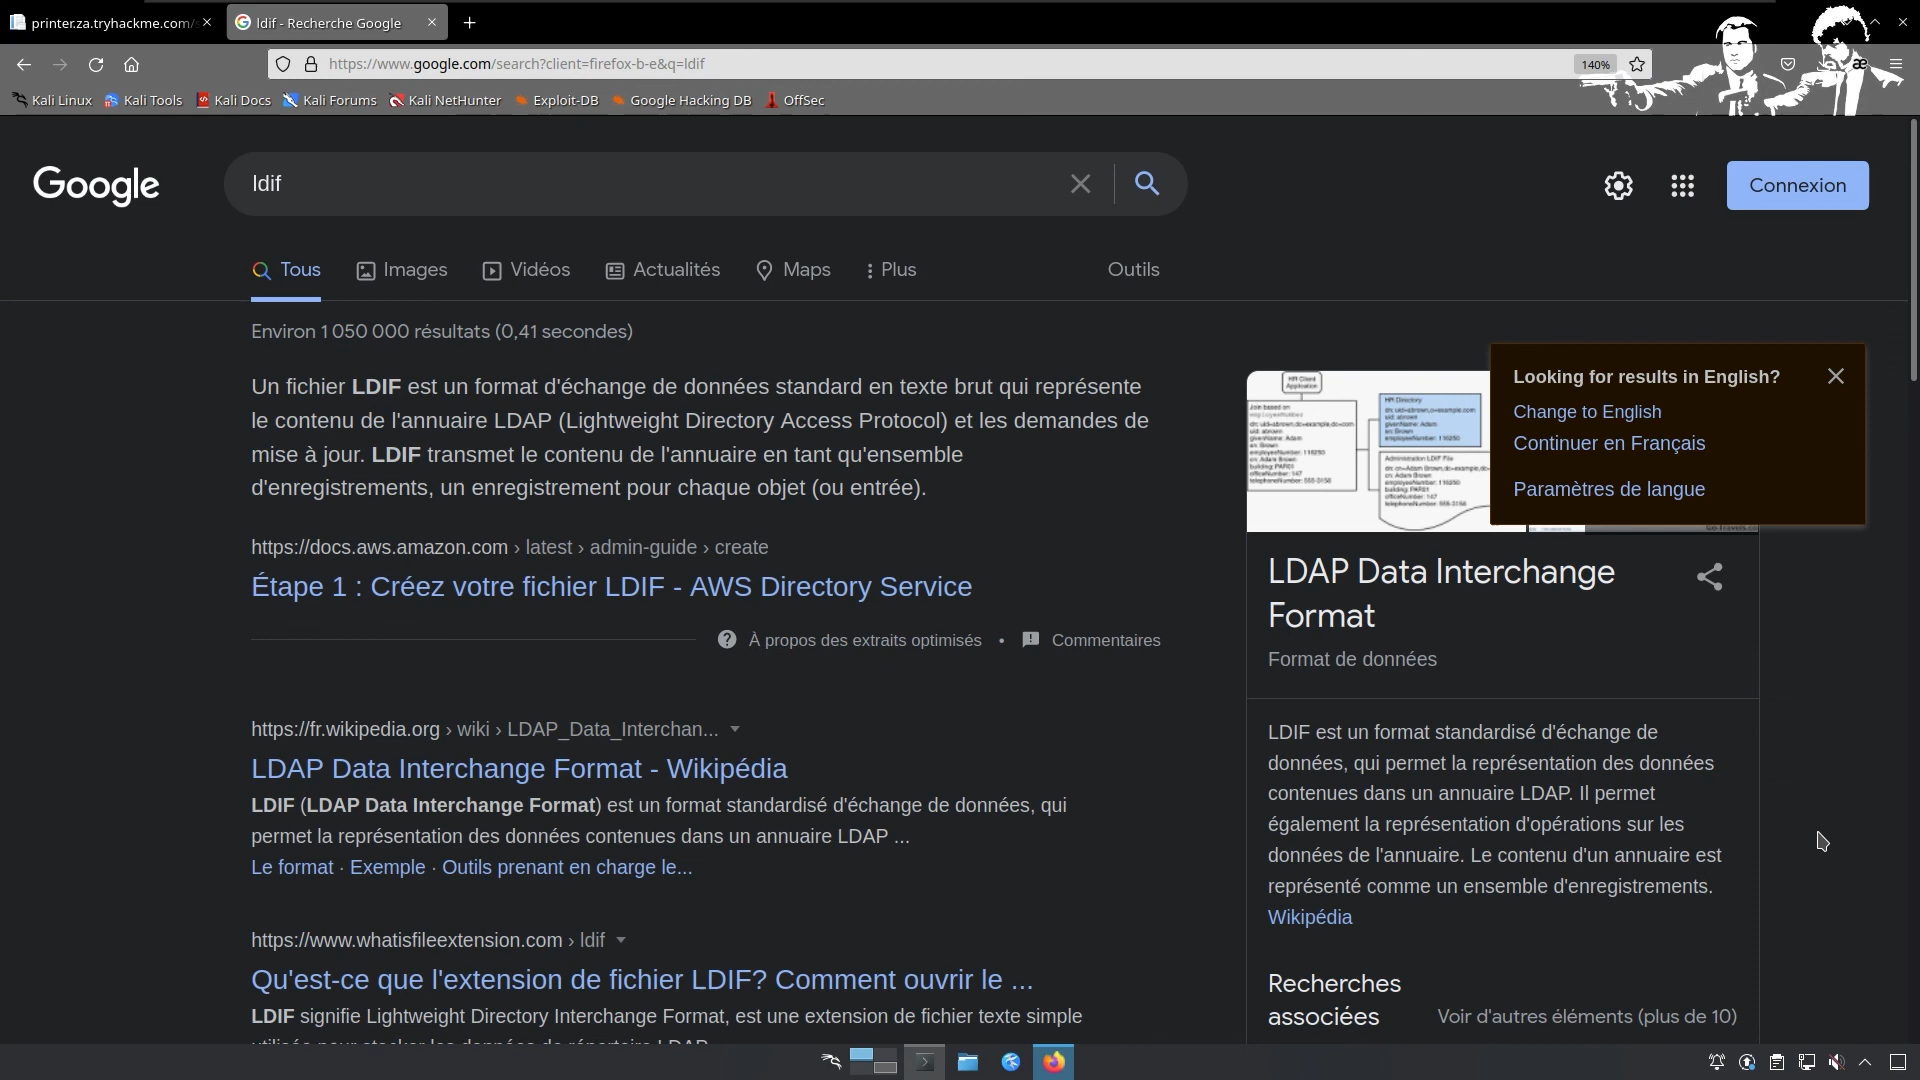 printer.za.tryhackme.com/
ldif - Recherche Google
https://www.google.com/search?client=firefox-b-e&q=ldif
140%
Kali Linux
Kali Tools
Kali Docs
Kali Forums
Kali NetHunter
Exploit-DB
Google Hacking DB
OffSec
Google
ldif
Connexion
Tous
Images
Vidéos
Actualités
Maps
Plus
Outils
Environ 1 050 000 résultats (0,41 secondes)
Un fichier LDIF est un format d'échange de données standard en texte brut qui représente
le contenu de l'annuaire LDAP (Lightweight Directory Access Protocol) et les demandes de
mise à jour. LDIF transmet le contenu de l'annuaire en tant qu'ensemble
d'enregistrements, un enregistrement pour chaque objet (ou entrée).
https://docs.aws.amazon.com › latest › admin-guide › create
Étape 1 : Créez votre fichier LDIF - AWS Directory Service
À propos des extraits optimisés • Commentaires
https://fr.wikipedia.org › wiki › LDAP_Data_Interchan...
LDAP Data Interchange Format - Wikipédia
LDIF (LDAP Data Interchange Format) est un format standardisé d'échange de données, qui
permet la représentation des données contenues dans un annuaire LDAP ...
Le format · Exemple · Outils prenant en charge le...
https://www.whatisfileextension.com › ldif
Qu'est-ce que l'extension de fichier LDIF? Comment ouvrir le ...
LDIF signifie Lightweight Directory Interchange Format, est une extension de fichier texte simple
HR Client
Application
HR Directory
Administration LDIF File
Looking for results in English?
Change to English
Continuer en Français
Paramètres de langue
LDAP Data Interchange
Format
Format de données
LDIF est un format standardisé d'échange de
données, qui permet la représentation des données
contenues dans un annuaire LDAP. Il permet
également la représentation d'opérations sur les
données de l'annuaire. Le contenu d'un annuaire est
représenté comme un ensemble d'enregistrements.
Wikipédia
Recherches
associées
Voir d'autres éléments (plus de 10)